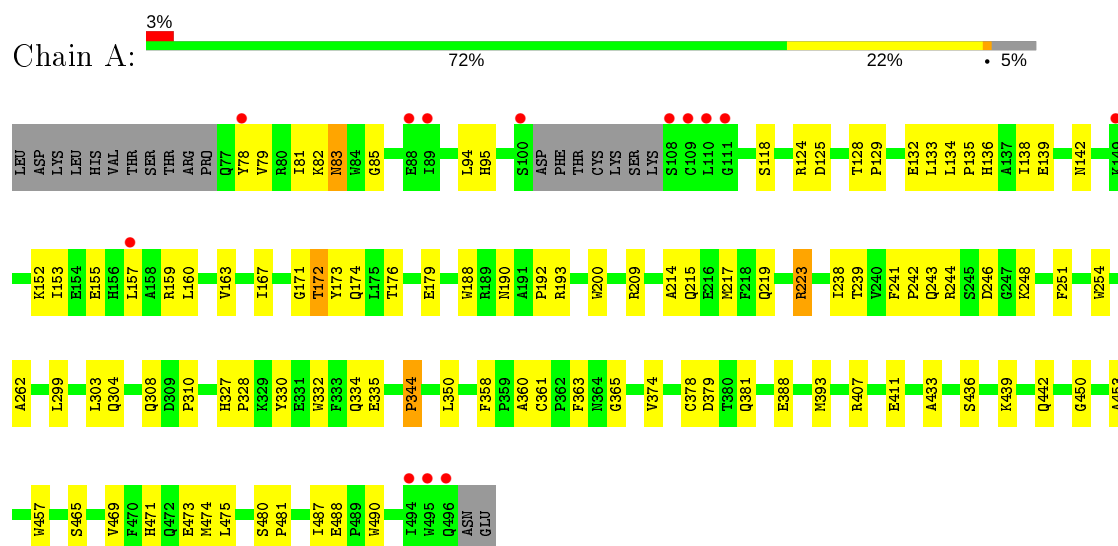 3%
Chain A:
72% 22% • 5%
LEU ASP LYS LEU HIS VAL THR SER THR ARG PRO Q77 Y78 V79 R80 I81 K82 N83 W84 G85 E88 I89 L94 H95 S100 ASP PHE THR CYS LYS SER LYS S108 C109 L110 G111 S118 R124 D125 T128 P129 E132 L133 L134 P135 H136 A137 I138 E139 N142 K149
K152 I153 E154 E155 H156 L157 A158 R159 L160 V163 I167 G171 T172 Y173 Q174 L175 T176 E179 W188 R189 N190 A191 P192 R193 W200 R209 A214 Q215 E216 M217 F218 Q219 R223 I238 T239 V240 F241 P242 Q243 R244 S245 D246 G247 K248 F251 W254
A262 L299 L303 Q304 Q308 D309 P310 H327 P328 K329 Y330 E331 W332 F333 Q334 E335 P344 L350 F358 P359 A360 C361 P362 F363 N364 G365 V374 C378 D379 T380 Q381 E388 M393 R407 E411 A433 S436 K439 Q442 G450 A453
W457 S465 V469 F470 H471 Q472 E473 M474 L475 S480 P481 I487 E488 P489 W490 I494 W495 Q496 ASN GLU